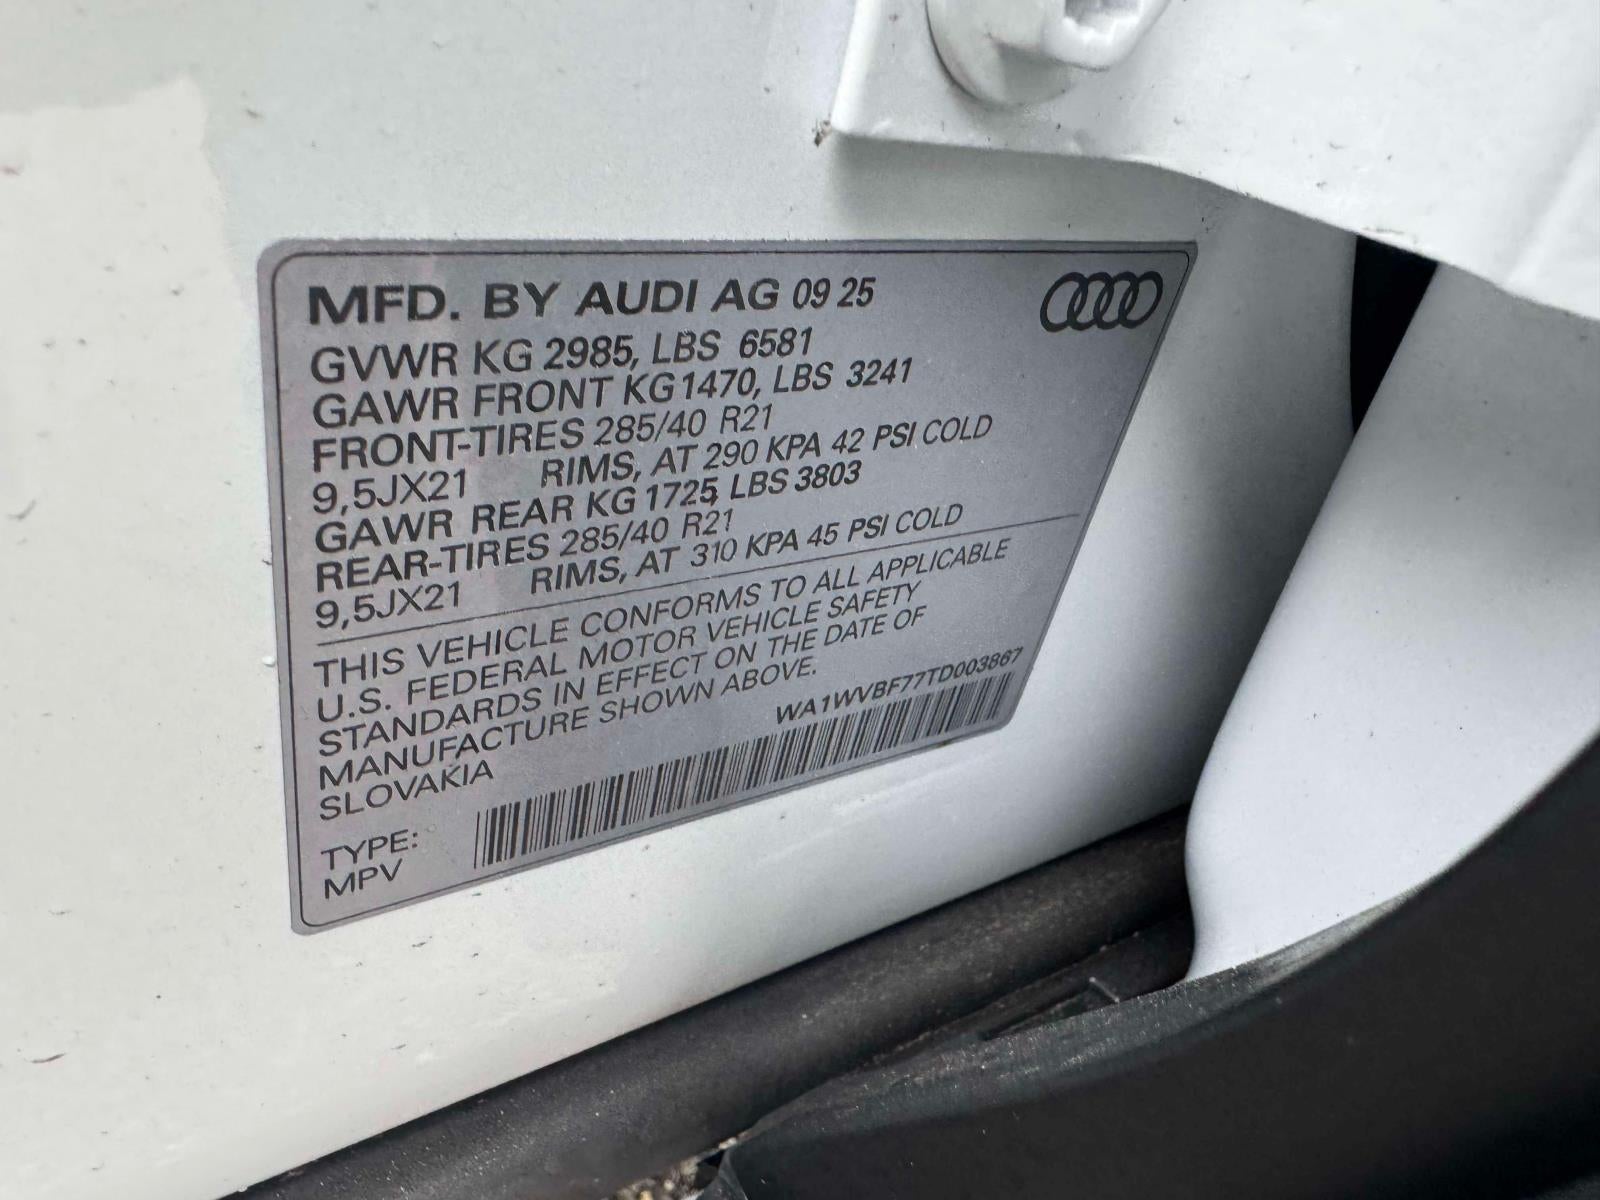 MFD. BY AUDI AG 09 25
GVWR KG 2985, LBS 6581
GAWR FRONT KG 1470, LBS 3241
FRONT-TIRES 285/40 R21
9,5JX21 RIMS, AT 290 KPA 42 PSI COLD
GAWR REAR KG 1725, LBS 3803
REAR-TIRES 285/40 R21
9,5JX21 RIMS, AT 310 KPA 45 PSI COLD
THIS VEHICLE CONFORMS TO ALL APPLICABLE
U.S. FEDERAL MOTOR VEHICLE SAFETY
STANDARDS IN EFFECT ON THE DATE OF
MANUFACTURE SHOWN ABOVE.
SLOVAKIA
WA1WVBF77TD003867
TYPE:
MPV